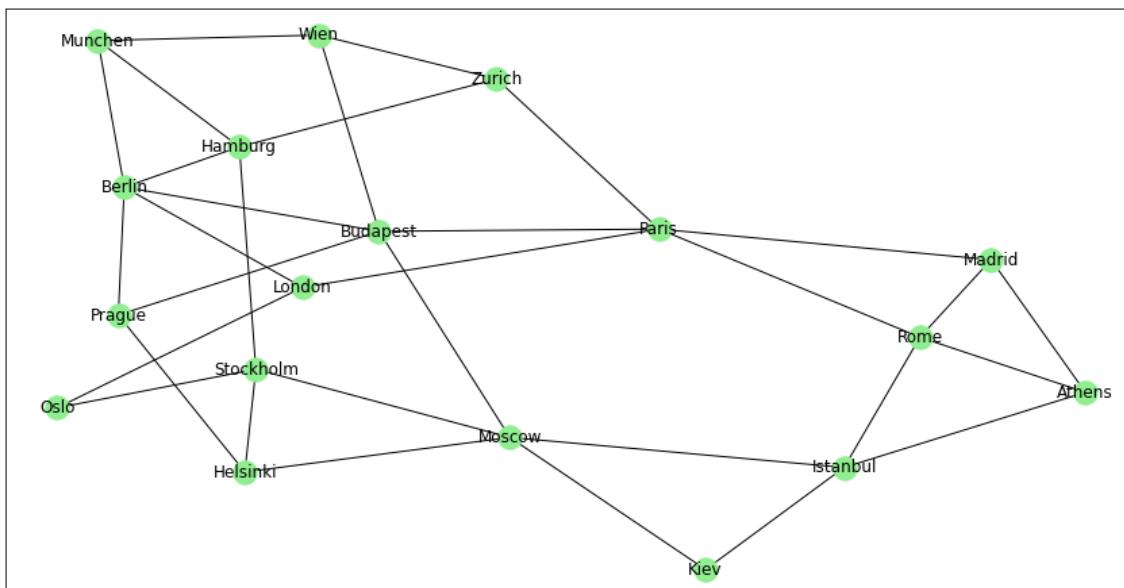 Wien
Munchen
Zurich
Hamburg
Berlin
Paris
Budapest
Madrid
London
Prague
Rome
Stockholm
Athens
Oslo
Moscow
Istanbul
Helsinki
Kiev